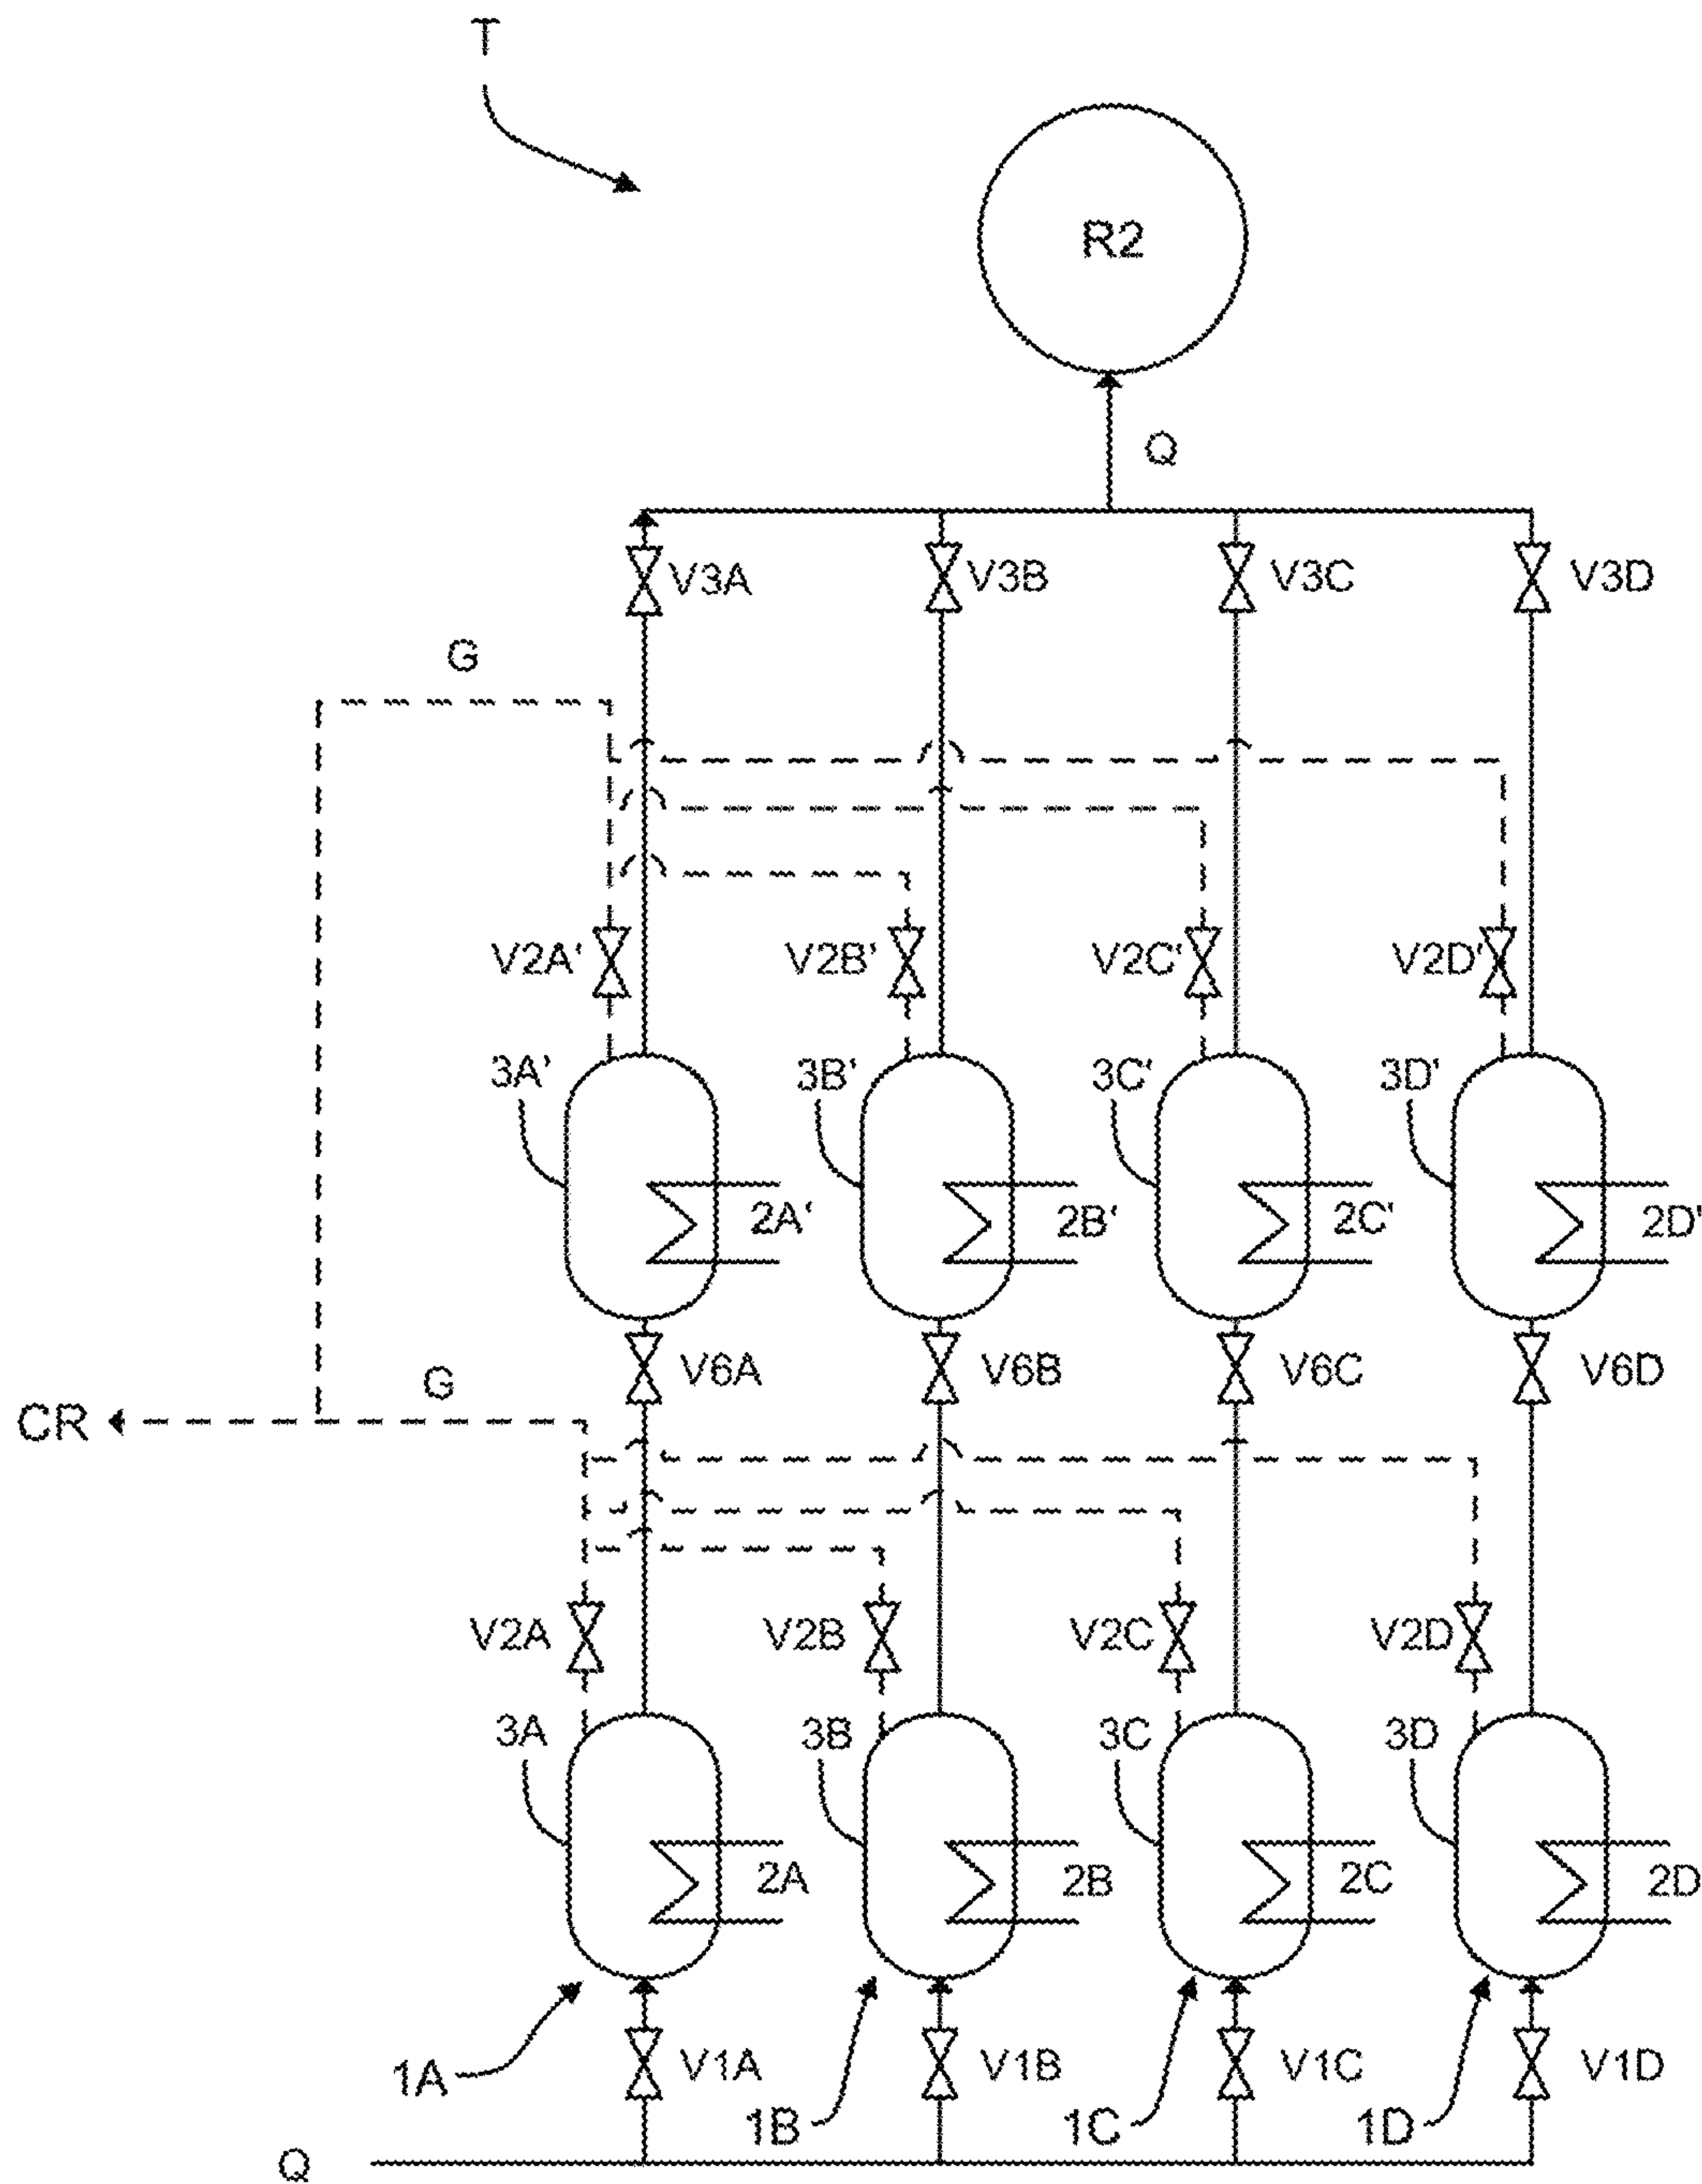 T
R2
Q
V3A V3B V3C V3D
G
V2A' V2B' V2C' V2D'
3A' 3B' 3C' 3D'
2A' 2B' 2C' 2D'
V6A V6B V6C V6D
G
CR
V2A V2B V2C V2D
3A 3B 3C 3D
2A 2B 2C 2D
V1A V1B V1C V1D
1A 1B 1C 1D
Q